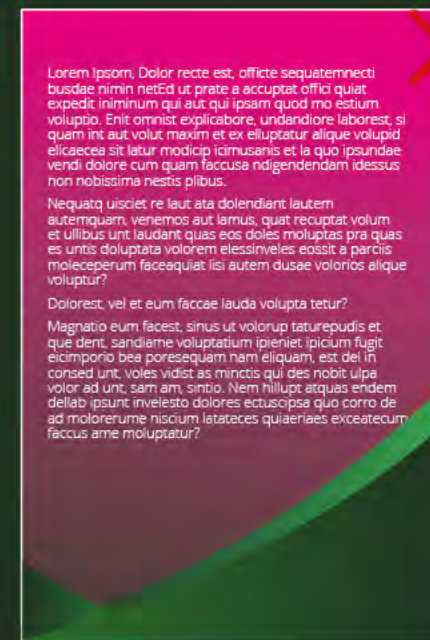 Lorem Ipsom, Dolor recte est, officte sequatemnecti
busdae nimin netEd ut prate a accuptat offici quiat
expedit iniminum qui aut qui ipsam quod mo estium
voluptio. Enit omnist explicabore, undandiore laborest, si
quam int aut volut maxim et ex elluptatur alique volupid
elicaecea sit latur modicip icimusanis et la quo ipsundae
vendi dolore cum quam faccusa ndigendendam idessus
non nobissima nestis plibus.
Nequatq uisciet re laut ata dolendiant lautem
autemquam, venemos aut lamus, quat recuptat volum
et ullibus unt laudant quas eos doles moluptas pra quas
es untis doluptata volorem elessinveles eossit a parciis
moleceperum faceaquiat lisi autem dusae volorios alique
voluptur?
Dolorest, vel et eum faccae lauda volupta tetur?
Magnatio eum facest, sinus ut volorup taturepudis et
que dent, sandiame voluptatium ipieniet ipicium fugit
eicimporio bea poresequam nam eliquam, est del in
consed unt, voles vidist as minctis qui des nobit ulpa
volor ad unt, sam am, sintio. Nem hillupt atquas endem
dellab ipsunt invelesto dolores ectuscipsa quo corro de
ad molorerume niscium latateces quiaeriaes exceatecum
faccus ame moluptatur?